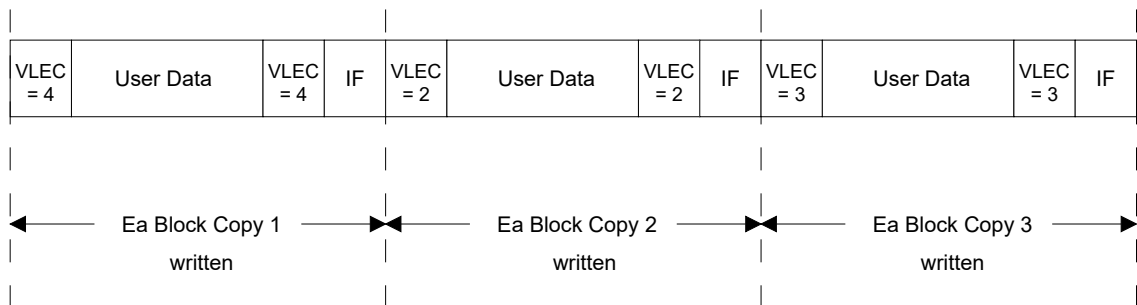 VLEC = 4 User Data VLEC = 4 IF VLEC = 2 User Data VLEC = 2 IF VLEC = 3 User Data VLEC = 3 IF
Ea Block Copy 1 Ea Block Copy 2 Ea Block Copy 3
written written written